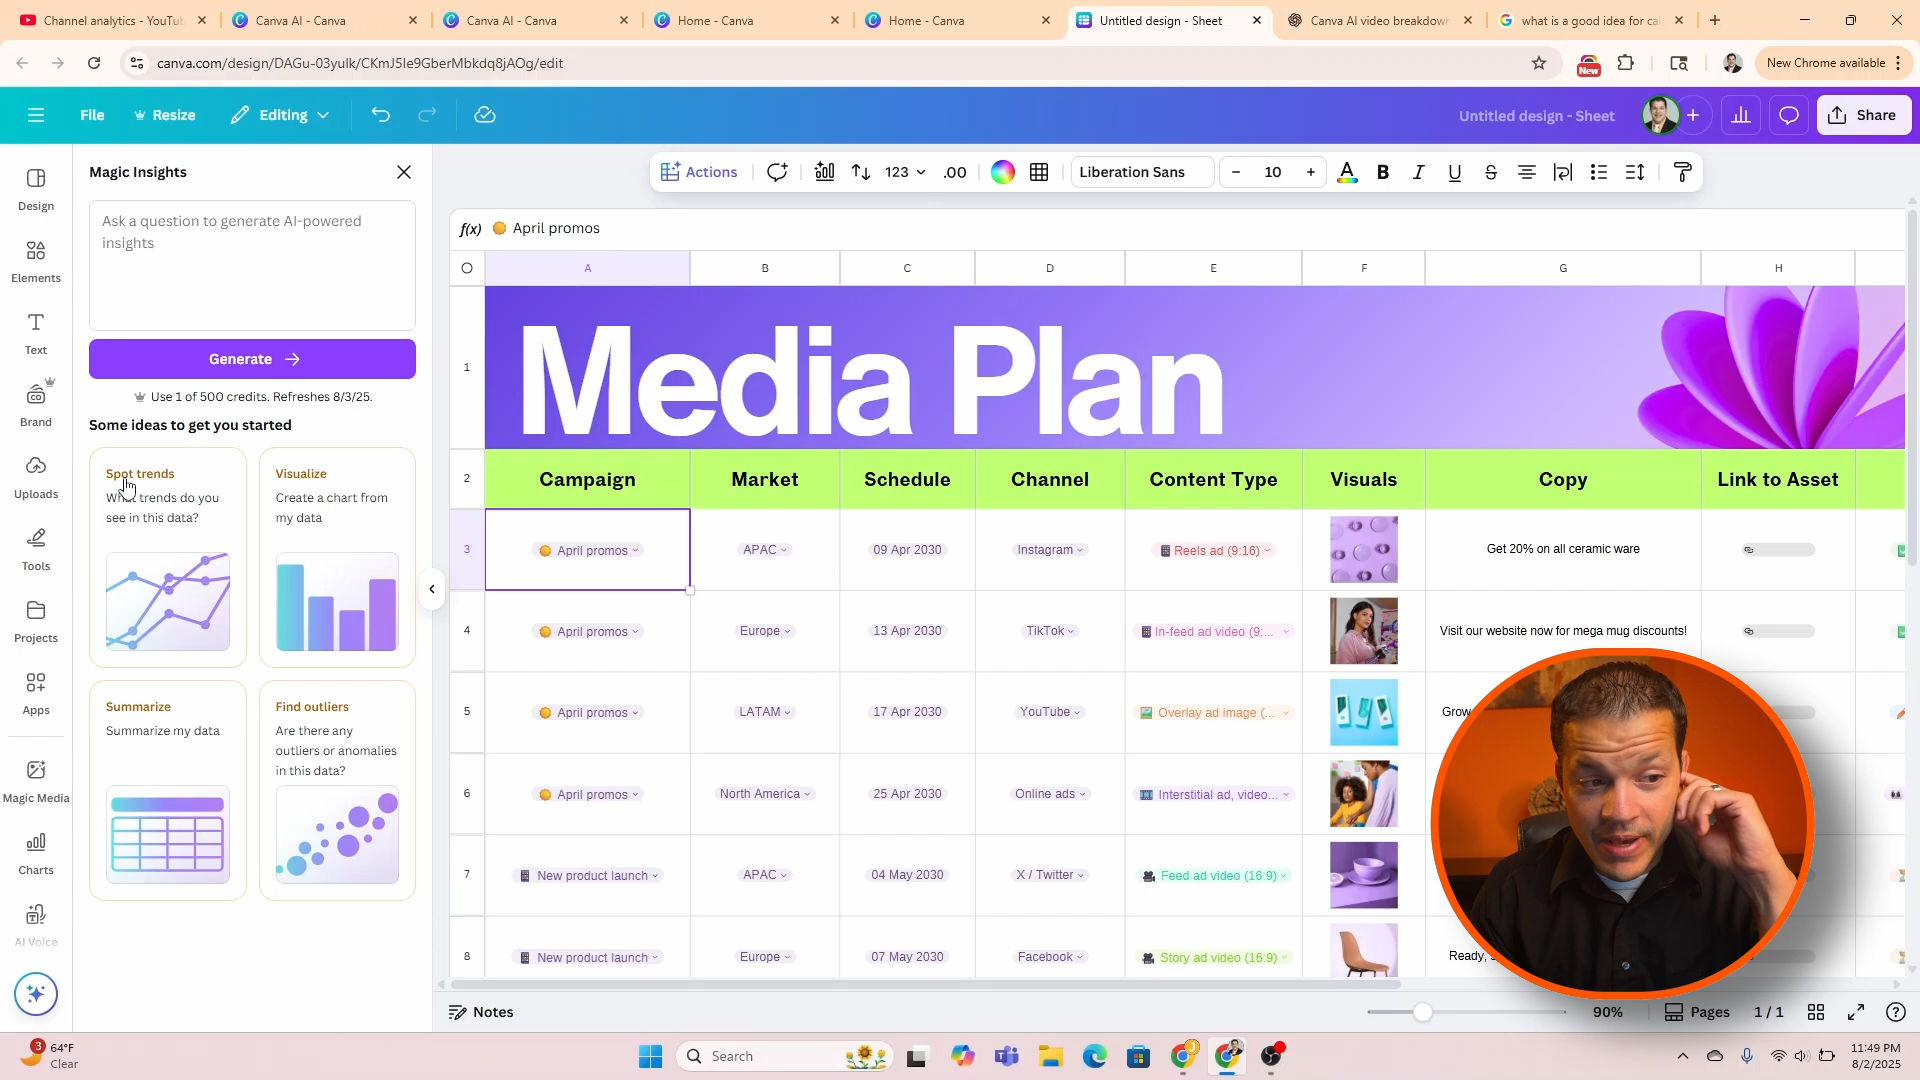 Channel analytics - YouTu
Canva AI - Canva
Canva AI - Canva
Home - Canva
Home - Canva
Untitled design - Sheet
Canva AI video breakdown
what is a good idea for ca
canva.com/design/DAGu-03yulk/CKmJ5Ie9GberMbkdq8jAOg/edit
New
New Chrome available
File
Resize
Editing
Untitled design - Sheet
Share
Design
Elements
Text
Brand
Uploads
Tools
Projects
Apps
Magic Media
Charts
AI Voice
Magic Insights
Ask a question to generate AI-powered
insights
Generate
Use 1 of 500 credits. Refreshes 8/3/25.
Some ideas to get you started
Spot trends
What trends do you
see in this data?
Visualize
Create a chart from
my data
Summarize
Summarize my data
Find outliers
Are there any
outliers or anomalies
in this data?
Actions
123
.00
Liberation Sans
10
A B I U S
f(x) April promos
A B C D E F G H
1 Media Plan
2 Campaign Market Schedule Channel Content Type Visuals Copy Link to Asset
3 April promos APAC 09 Apr 2030 Instagram Reels ad (9:16) Get 20% on all ceramic ware
4 April promos Europe 13 Apr 2030 TikTok In-feed ad video (9:... Visit our website now for mega mug discounts!
5 April promos LATAM 17 Apr 2030 YouTube Overlay ad image (... Grow
6 April promos North America 25 Apr 2030 Online ads Interstitial ad, video...
7 New product launch APAC 04 May 2030 X / Twitter Feed ad video (16:9)
8 New product launch Europe 07 May 2030 Facebook Story ad video (16:9) Ready,
Notes
90%
Pages
1 / 1
3
64°F
Clear
Search
11:49 PM
8/2/2025